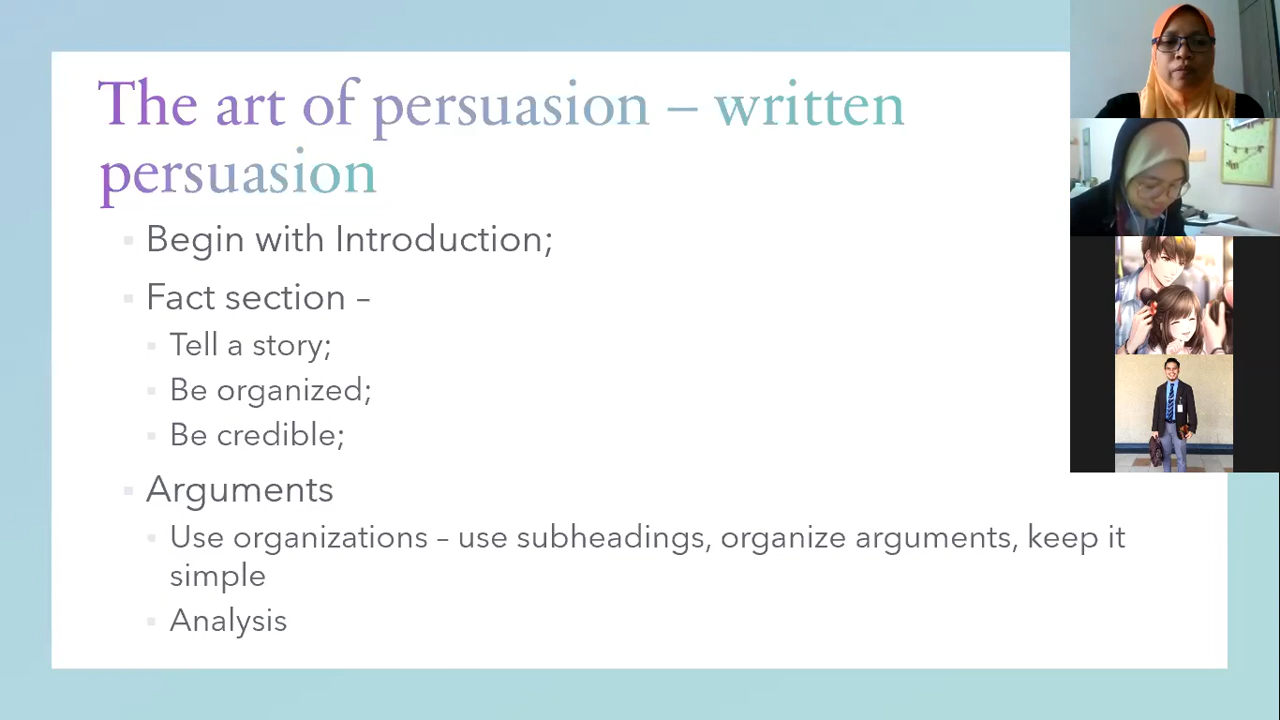 The art of persuasion – written
persuasion
Begin with Introduction;
Fact section –
Tell a story;
Be organized;
Be credible;
Arguments
Use organizations – use subheadings, organize arguments, keep it
simple
Analysis